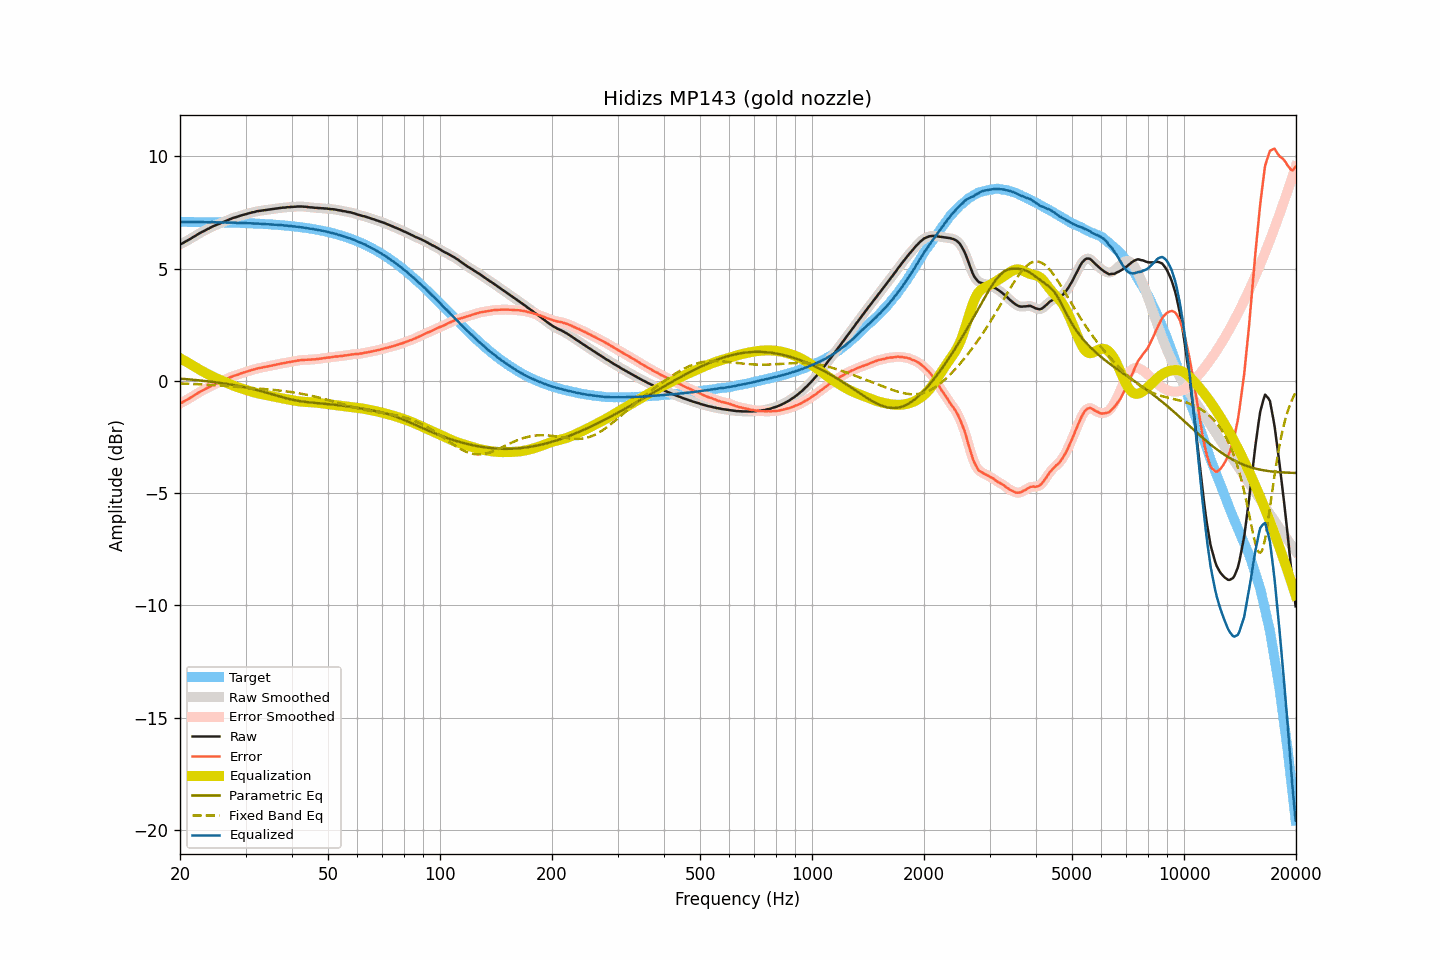 Hidizs MP143 (gold nozzle)
Amplitude (dBr)
10
5
0
−5
−10
−15
−20
Target
Raw Smoothed
Error Smoothed
Raw
Error
Equalization
Parametric Eq
Fixed Band Eq
Equalized
20 50 100 200 500 1000 2000 5000 10000 20000
Frequency (Hz)